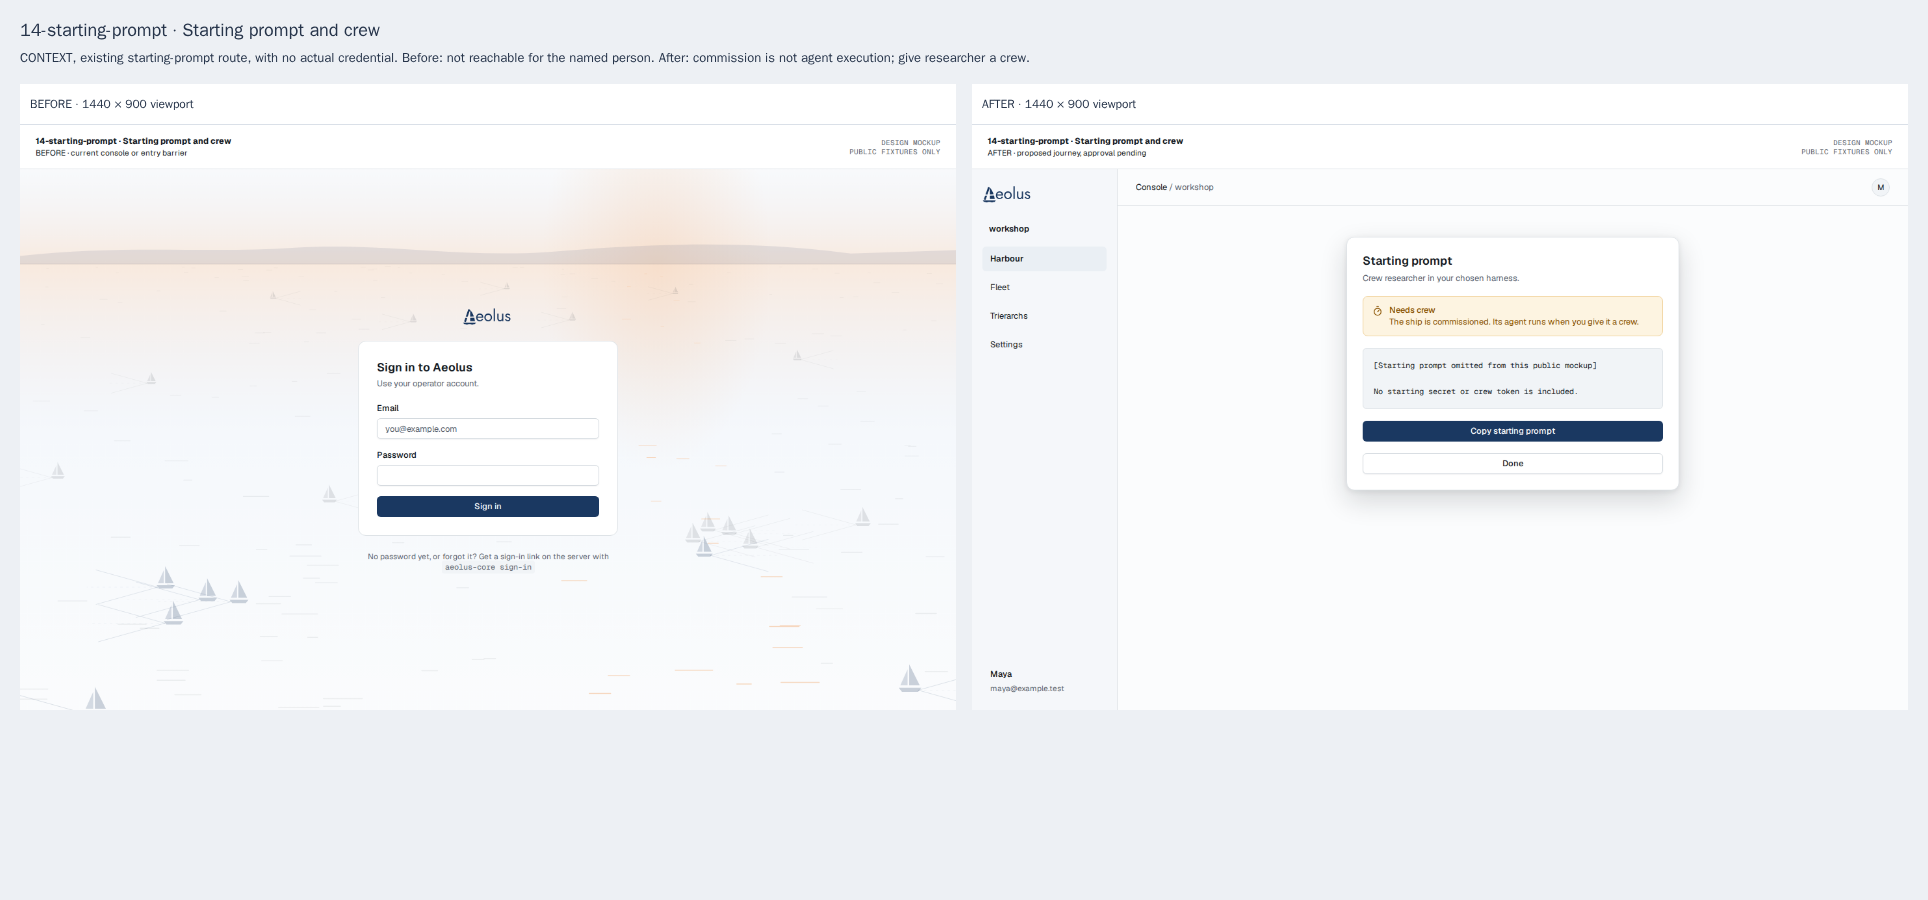 14-starting-prompt · Starting prompt and crew
CONTEXT, existing starting-prompt route, with no actual credential. Before: not reachable for the named person. After: commission is not agent execution; give researcher a crew.
BEFORE · 1440 × 900 viewport
14-starting-prompt · Starting prompt and crew
BEFORE · current console or entry barrier
DESIGN MOCKUP
PUBLIC FIXTURES ONLY
Aeolus
Sign in to Aeolus
Use your operator account.
Email
you@example.com
Password
Sign in
No password yet, or forgot it? Get a sign-in link on the server with
aeolus-core sign-in
AFTER · 1440 × 900 viewport
14-starting-prompt · Starting prompt and crew
AFTER · proposed journey, approval pending
DESIGN MOCKUP
PUBLIC FIXTURES ONLY
Aeolus
workshop
Harbour
Fleet
Trierarchs
Settings
Maya
maya@example.test
Console / workshop
M
Starting prompt
Crew researcher in your chosen harness.
Needs crew
The ship is commissioned. Its agent runs when you give it a crew.
[Starting prompt omitted from this public mockup]
No starting secret or crew token is included.
Copy starting prompt
Done